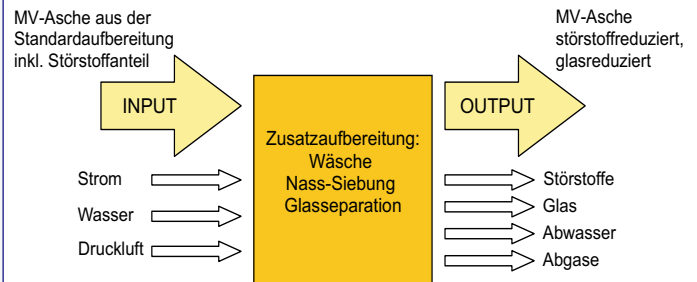 MV-Asche aus der
Standardaufbereitung
inkl. Störstoffanteil
INPUT
Strom
Wasser
Druckluft
Zusatzaufbereitung:
Wäsche
Nass-Siebung
Glasseparation
MV-Asche
störstoffreduziert,
glasreduziert
OUTPUT
Störstoffe
Glas
Abwasser
Abgase